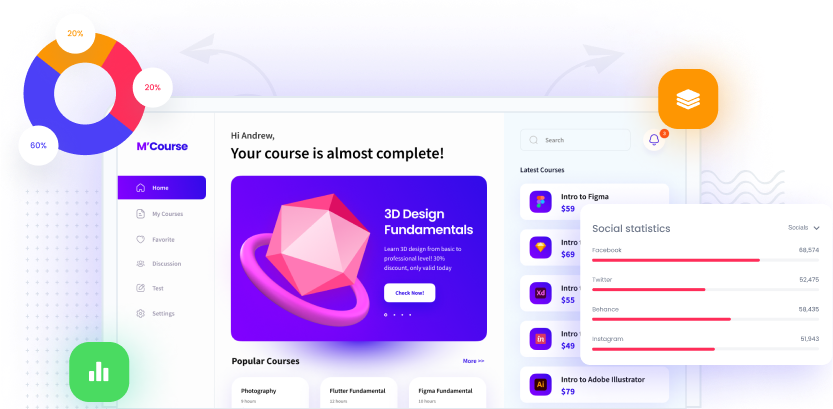 20%
20%
60%
M'Course
Home
My Courses
Favorite
Discussion
Test
Settings
Hi Andrew,
Your course is almost complete!
3D Design
Fundamentals
Learn 3D design from basic to
professional level! 30%
discount, only valid today
Check Now!
Popular Courses
More >>
Photography
9 hours
Flutter Fundamental
12 hours
Figma Fundamental
10 hours
Search
Latest Courses
Intro to Figma
$59
Intro
$69
Xd
Intro
$55
in
Intro
$49
Ai
Intro to Adobe Illustrator
$79
Social statistics
Socials
Facebook
68,574
Twitter
52,475
Behance
58,435
Instagram
51,943